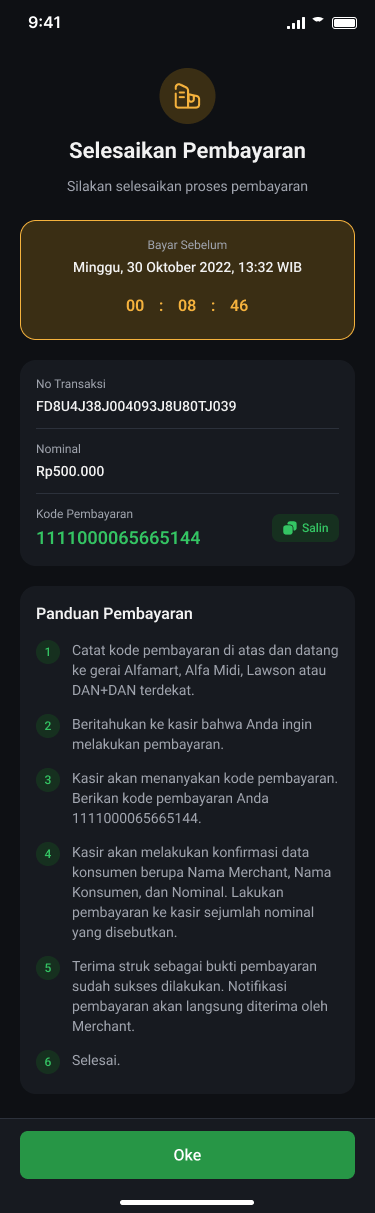 9:41
Selesaikan Pembayaran
Silakan selesaikan proses pembayaran
Bayar Sebelum
Minggu, 30 Oktober 2022, 13:32 WIB
00 : 08 : 46
No Transaksi
FD8U4J38J004093J8U80TJ039
Nominal
Rp500.000
Kode Pembayaran
1111000065665144
Salin
Panduan Pembayaran
1 Catat kode pembayaran di atas dan datang
ke gerai Alfamart, Alfa Midi, Lawson atau
DAN+DAN terdekat.
2 Beritahukan ke kasir bahwa Anda ingin
melakukan pembayaran.
3 Kasir akan menanyakan kode pembayaran.
Berikan kode pembayaran Anda
1111000065665144.
4 Kasir akan melakukan konfirmasi data
konsumen berupa Nama Merchant, Nama
Konsumen, dan Nominal. Lakukan
pembayaran ke kasir sejumlah nominal
yang disebutkan.
5 Terima struk sebagai bukti pembayaran
sudah sukses dilakukan. Notifikasi
pembayaran akan langsung diterima oleh
Merchant.
6 Selesai.
Oke